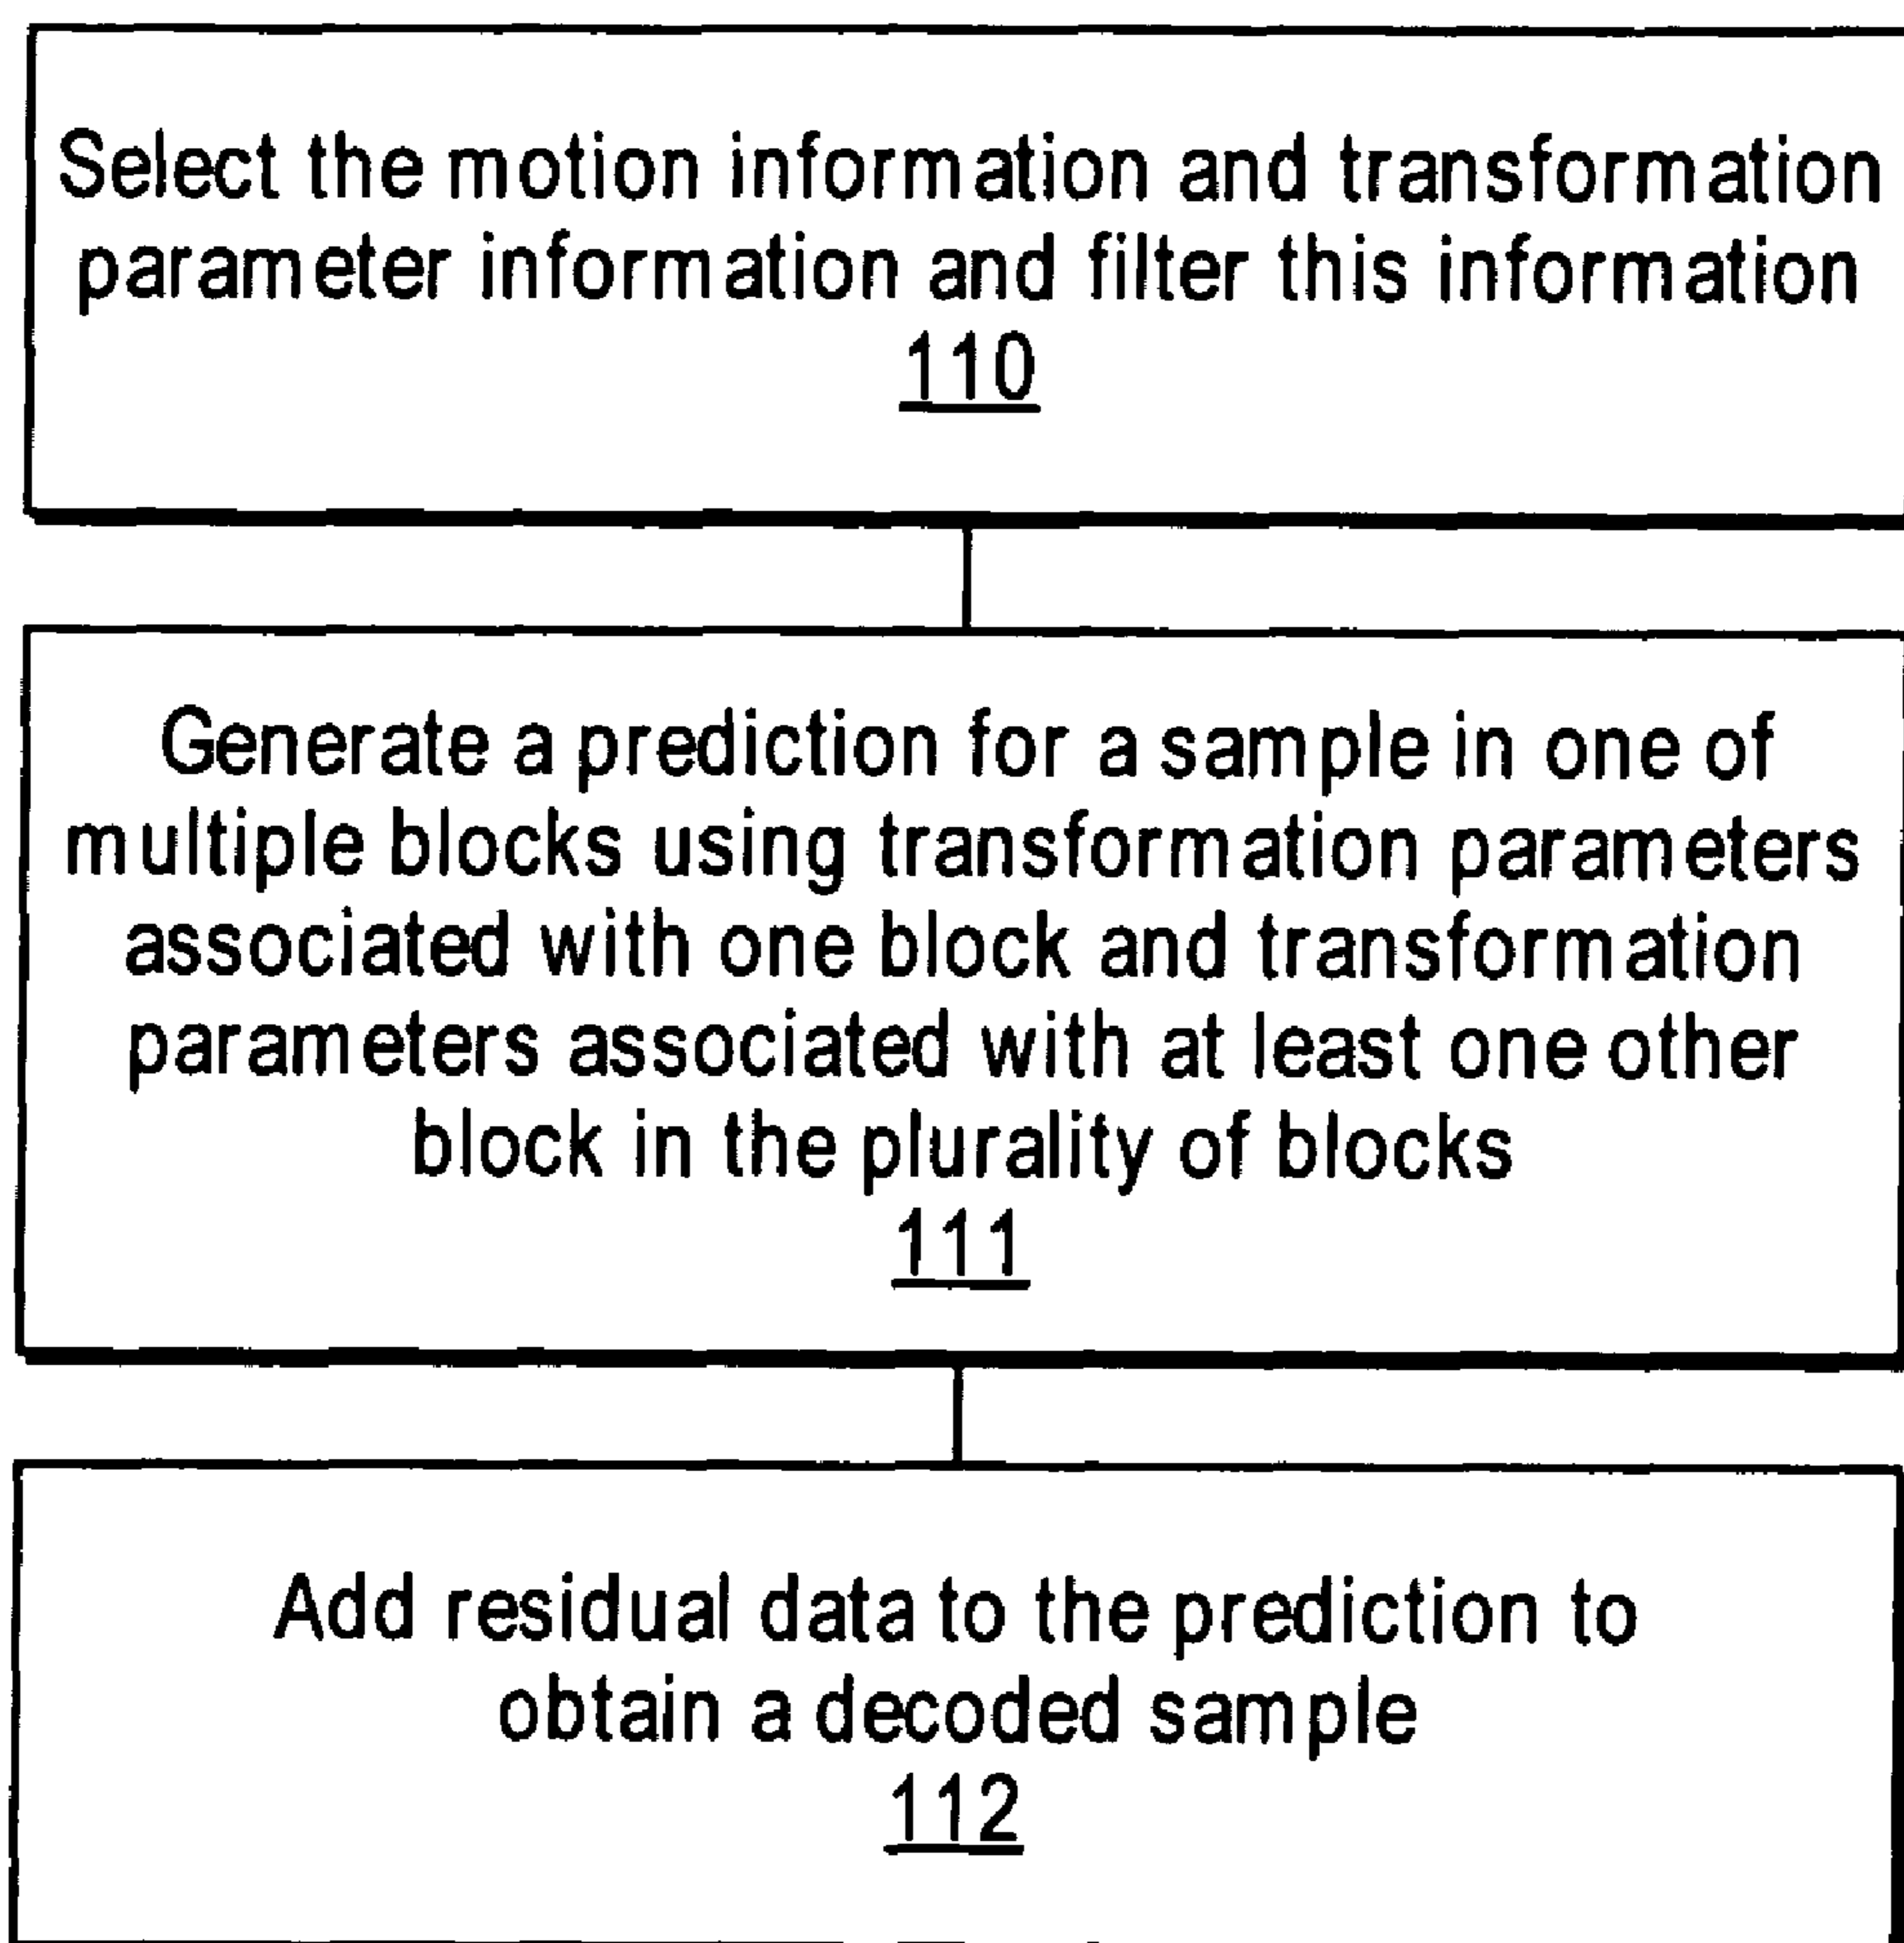 Select the motion information and transformation
parameter information and filter this information
110
Generate a prediction for a sample in one of
multiple blocks using transformation parameters
associated with one block and transformation
parameters associated with at least one other
block in the plurality of blocks
111
Add residual data to the prediction to
obtain a decoded sample
112